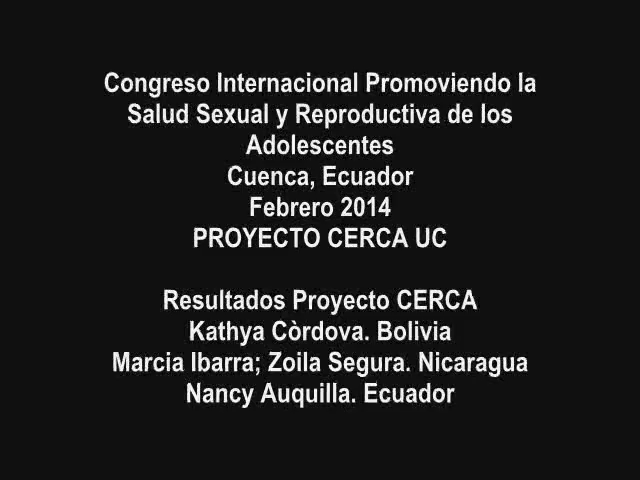 Congreso Internacional Promoviendo la
Salud Sexual y Reproductiva de los
Adolescentes
Cuenca, Ecuador
Febrero 2014
PROYECTO CERCA UC
Resultados Proyecto CERCA
Kathya Còrdova. Bolivia
Marcia Ibarra; Zoila Segura. Nicaragua
Nancy Auquilla. Ecuador